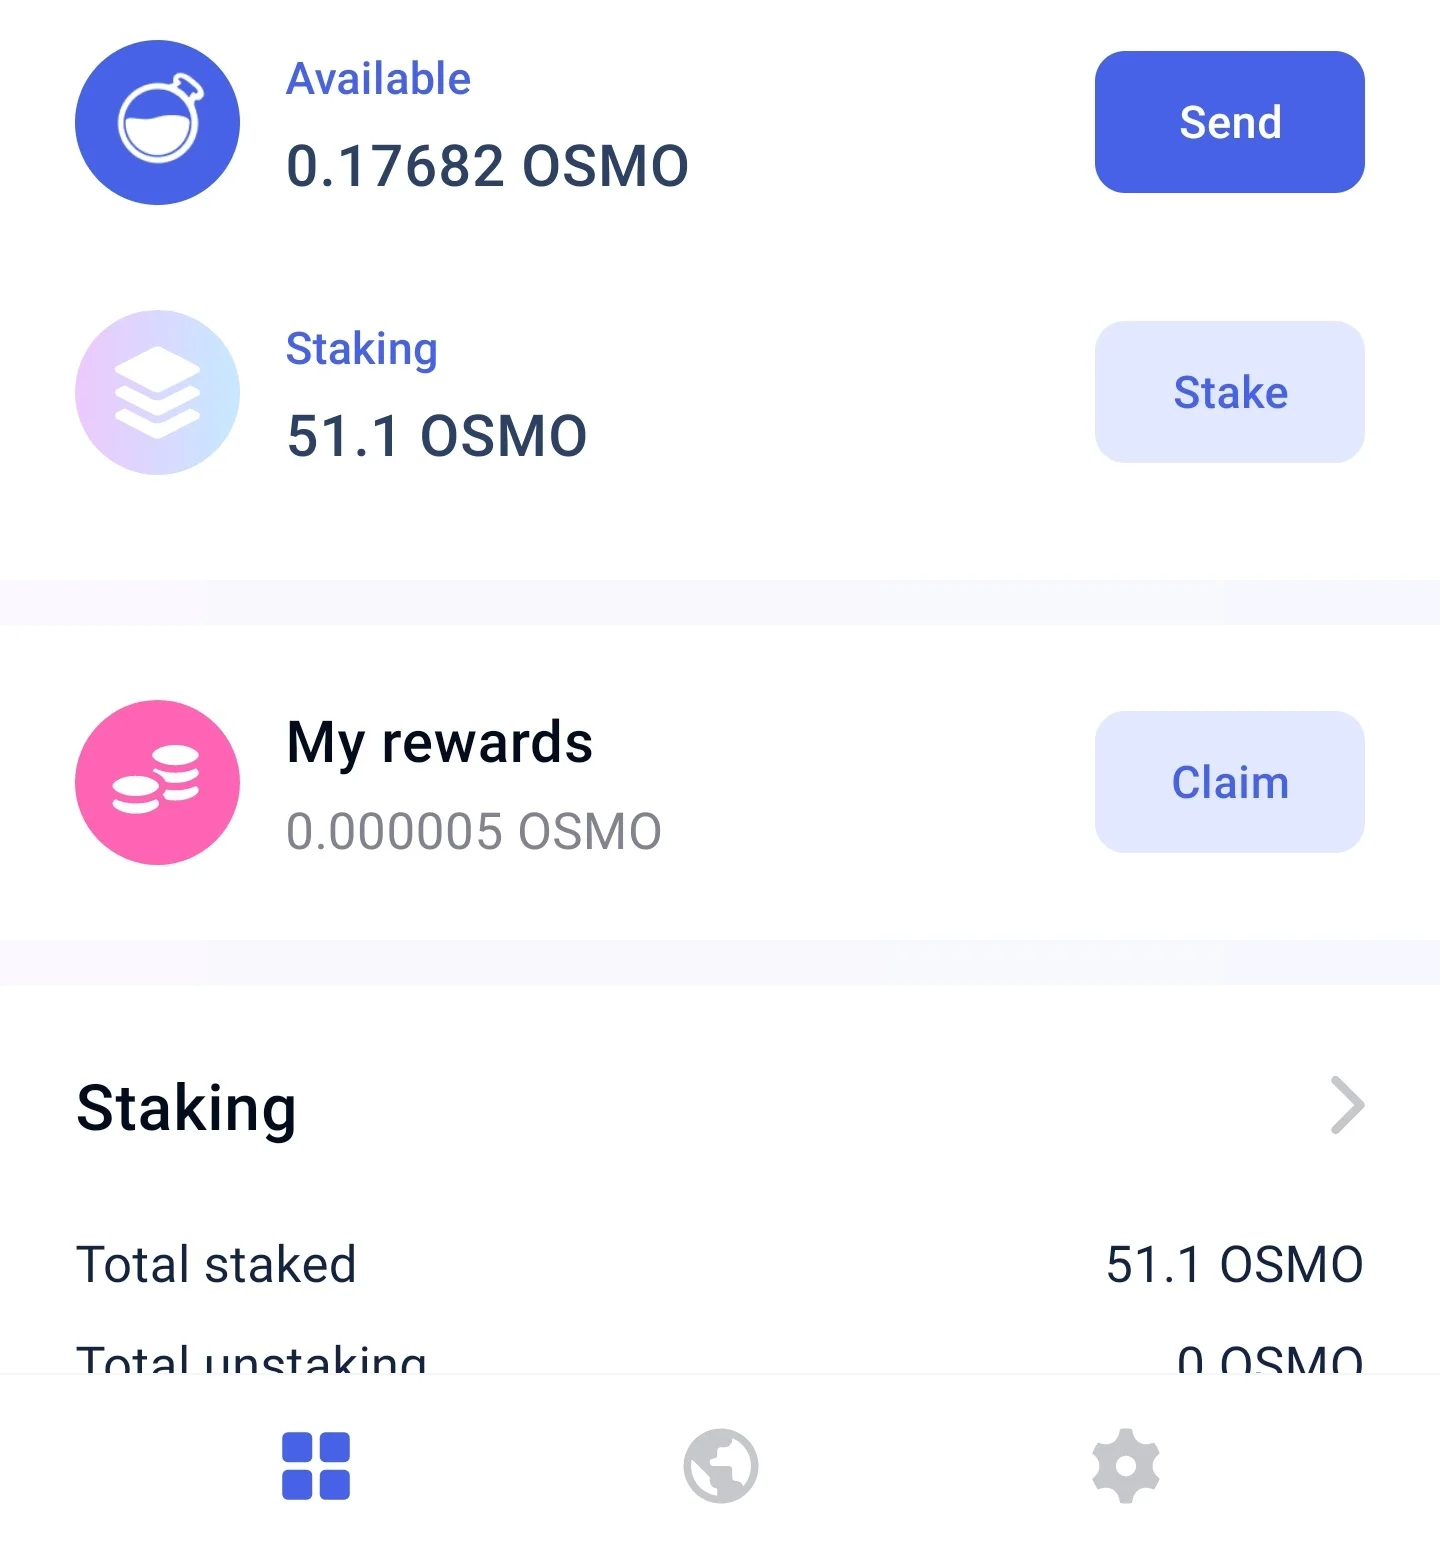 Available
0.17682 OSMO
Send
Staking
51.1 OSMO
Stake
My rewards
0.000005 OSMO
Claim
Staking
Total staked 51.1 OSMO
Total unstaking 0 OSMO